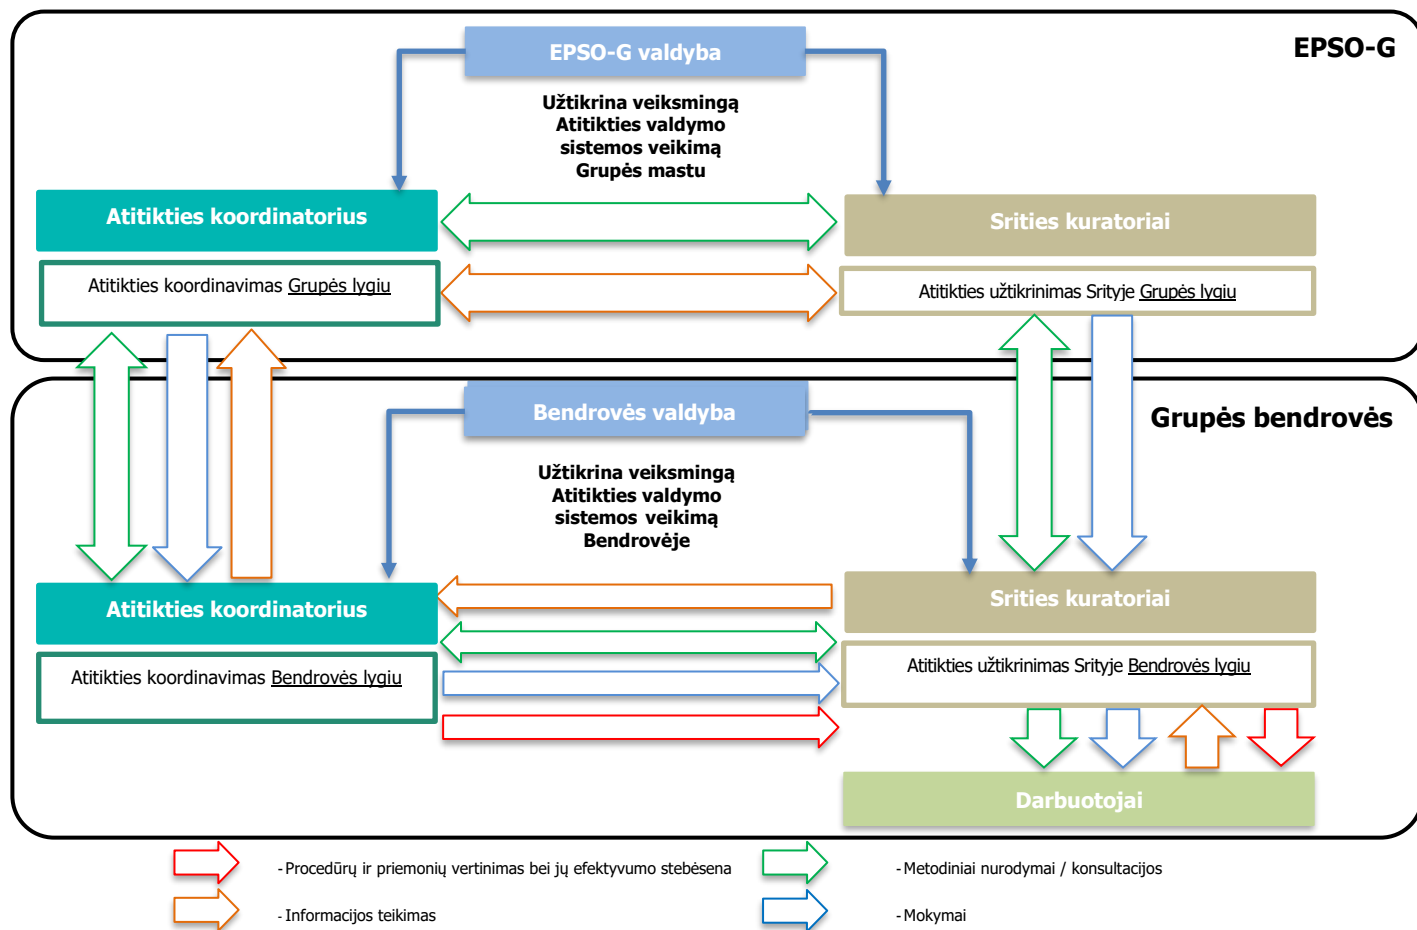 EPSO-G
EPSO-G valdyba
Užtikrina veiksmingą
Atitikties valdymo
sistemos veikimą
Grupės mastu
Atitikties koordinatorius
Srities kuratoriai
Atitikties koordinavimas Grupės lygiu
Atitikties užtikrinimas Srityje Grupės lygiu
Bendrovės valdyba
Grupės bendrovės
Užtikrina veiksmingą
Atitikties valdymo
sistemos veikimą
Bendrovėje
Atitikties koordinatorius
Srities kuratoriai
Atitikties koordinavimas Bendrovės lygiu
Atitikties užtikrinimas Srityje Bendrovės lygiu
Darbuotojai
- Procedūrų ir priemonių vertinimas bei jų efektyvumo stebėsena
- Metodiniai nurodymai / konsultacijos
- Informacijos teikimas
- Mokymai